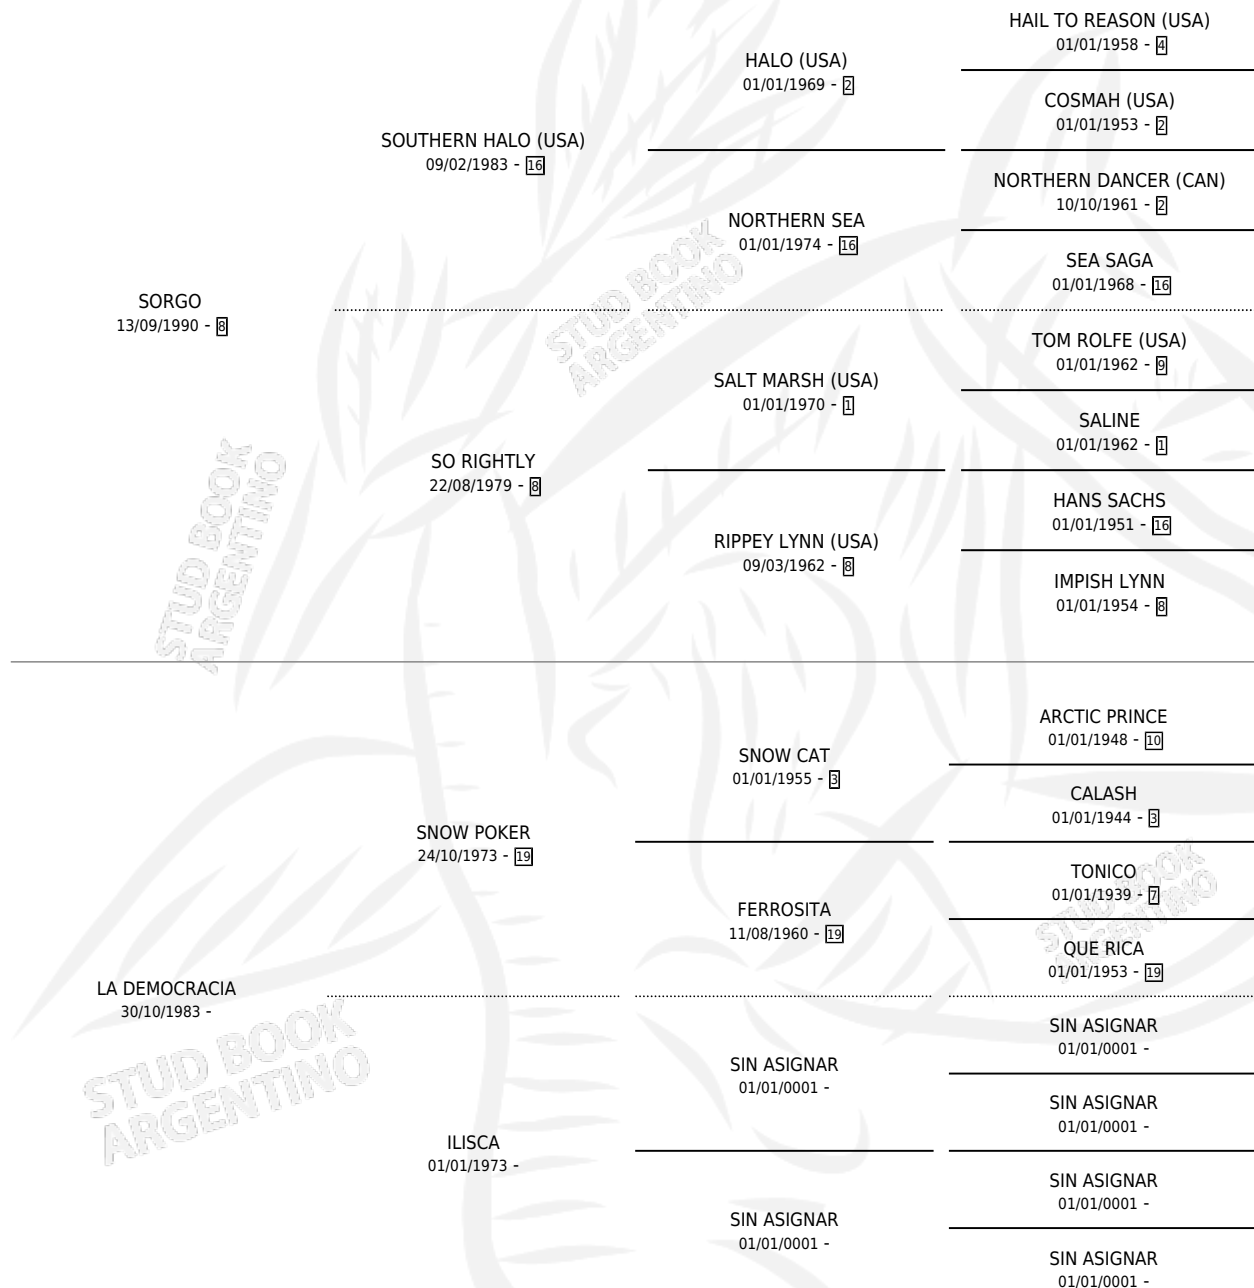 HAIL TO REASON (USA)
01/01/1958 - 4
HALO (USA)
01/01/1969 - 2
COSMAH (USA)
01/01/1953 - 2
SOUTHERN HALO (USA)
09/02/1983 - 16
NORTHERN DANCER (CAN)
10/10/1961 - 2
NORTHERN SEA
01/01/1974 - 16
SEA SAGA
01/01/1968 - 16
SORGO
13/09/1990 - 8
STUD BOOK
ARGENTINO
TOM ROLFE (USA)
01/01/1962 - 9
SALT MARSH (USA)
01/01/1970 - 1
SALINE
01/01/1962 - 1
SO RIGHTLY
22/08/1979 - 8
HANS SACHS
01/01/1951 - 16
RIPPEY LYNN (USA)
09/03/1962 - 8
IMPISH LYNN
01/01/1954 - 8
STUD BOOK
ARGENTINO
ARCTIC PRINCE
01/01/1948 - 10
SNOW CAT
01/01/1955 - 3
CALASH
01/01/1944 - 3
SNOW POKER
24/10/1973 - 19
TONICO
01/01/1939 - 7
FERROSITA
11/08/1960 - 19
QUE RICA
01/01/1953 - 19
STUD BOOK
ARGENTINO
LA DEMOCRACIA
30/10/1983 -
SIN ASIGNAR
01/01/0001 -
SIN ASIGNAR
01/01/0001 -
SIN ASIGNAR
01/01/0001 -
STUD BOOK
ARGENTINO
ILISCA
01/01/1973 -
SIN ASIGNAR
01/01/0001 -
SIN ASIGNAR
01/01/0001 -
SIN ASIGNAR
01/01/0001 -